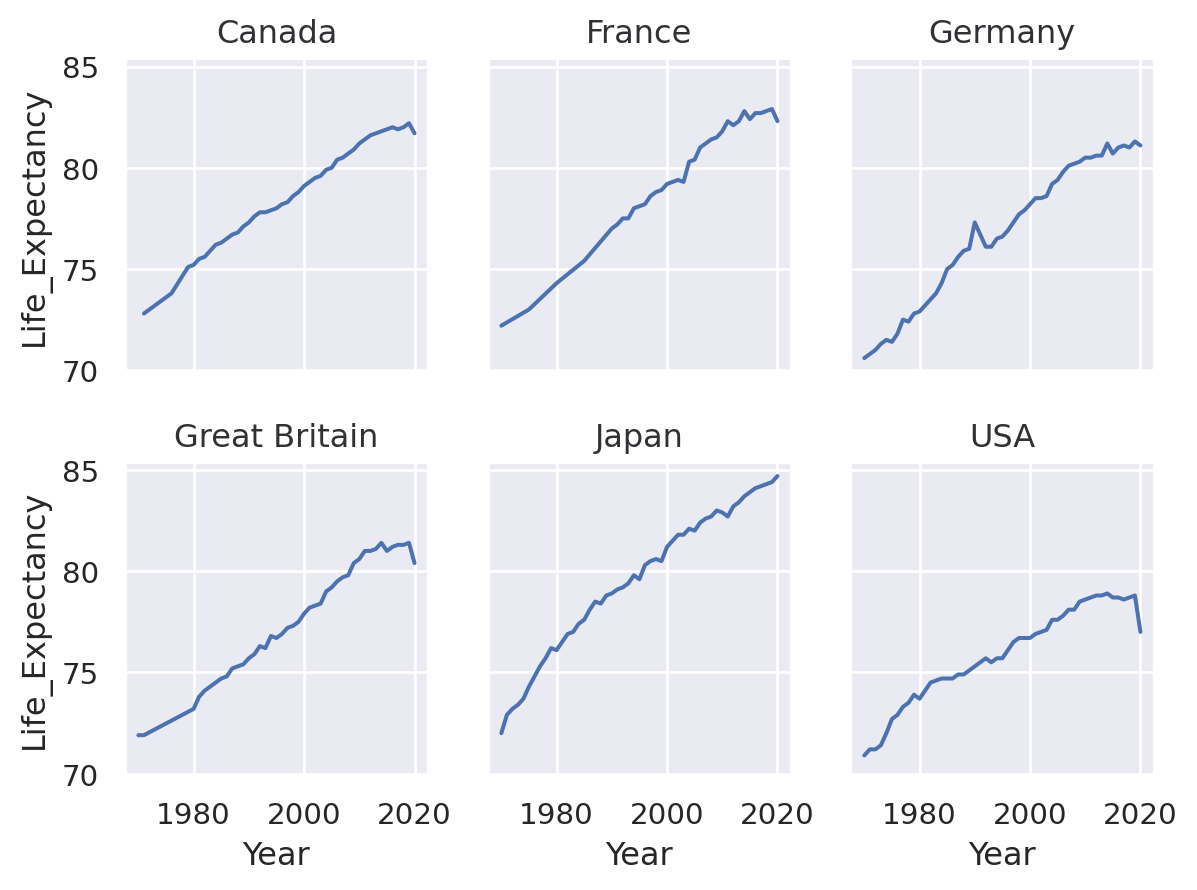 Canada France Germany
85
80
75
70
Life_Expectancy
Great Britain Japan USA
85
80
75
70
Life_Expectancy
1980 2000 2020 1980 2000 2020 1980 2000 2020
Year Year Year